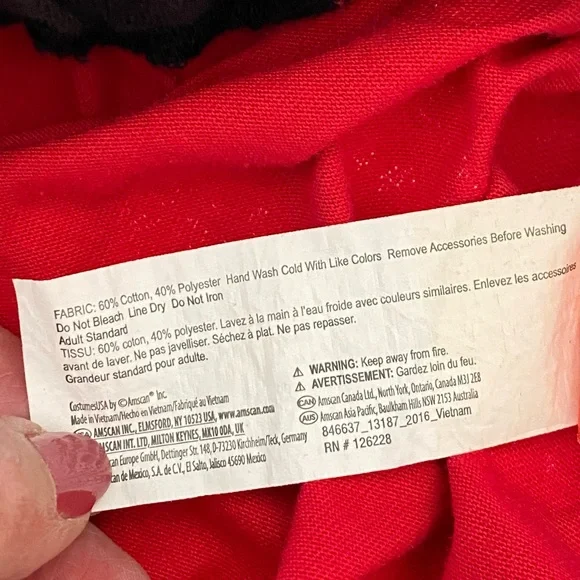 FABRIC: 60% Cotton, 40% Polyester Hand Wash Cold With Like Colors Remove Accessories Before Washing
Do Not Bleach Line Dry Do Not Iron
Adult Standard
TISSU: 60% coton, 40% polyester. Lavez à la main à l'eau froide avec couleurs similaires. Enlevez les accessoires
avant de laver. Ne pas javelliser. Séchez à plat. Ne pas repasser.
Grandeur standard pour adulte.
CostumesUSA by ©Amscan® Inc.
Made in Vietnam/Hecho en Vietnam/Fabriqué au Vietnam
AMSCAN INC., ELMSFORD, NY 10523 USA, www.amscan.com
INT. LTD, MILTON KEYNES, MK10 0DA, UK
Europe GmbH, Dettinger Str. 148, D-73230 Kirchheim/Teck, Germany
de Mexico, S.A. de C.V., El Salto, Jalisco 45690 Mexico
⚠ WARNING: Keep away from fire.
⚠ AVERTISSEMENT: Gardez loin du feu.
CAN Amscan Canada Ltd., North York, Ontario, Canada M3J 2E8
AUS Amscan Asia Pacific, Baulkham Hills NSW 2153 Australia
846637_13187_2016_Vietnam
RN # 126228